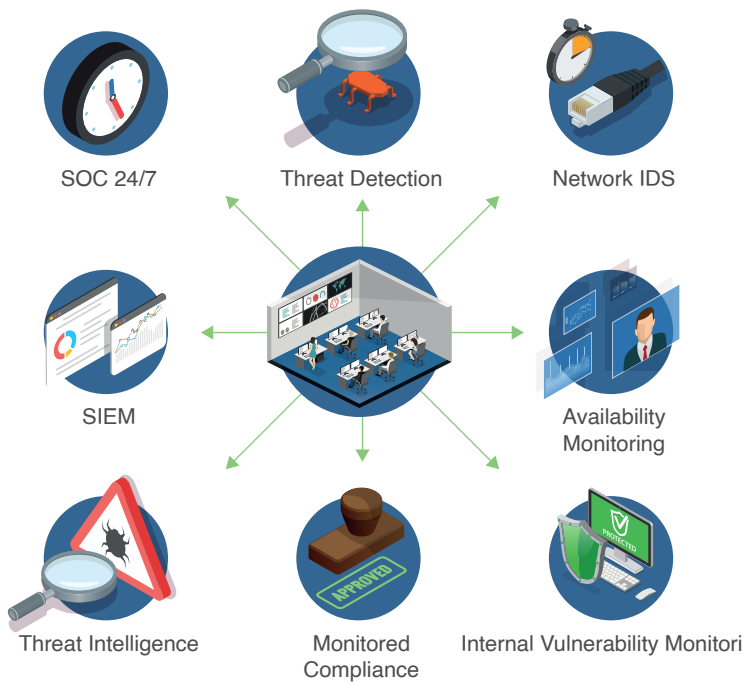 SOC 24/7
Threat Detection
Network IDS
SIEM
Availability
Monitoring
PROTECTED
APPROVED
Threat Intelligence
Monitored
Compliance
Internal Vulnerability Monitori